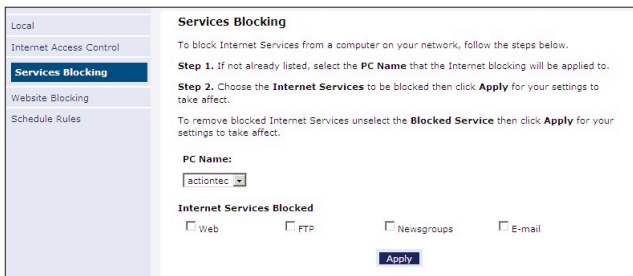 Local
Internet Access Control
Services Blocking
Website Blocking
Schedule Rules
Services Blocking
To block Internet Services from a computer on your network, follow the steps below.
Step 1. If not already listed, select the PC Name that the Internet blocking will be applied to.
Step 2. Choose the Internet Services to be blocked then click Apply for your settings to
take affect.
To remove blocked Internet Services unselect the Blocked Service then click Apply for your
settings to take affect.
PC Name:
actiontec
Internet Services Blocked
Web FTP Newsgroups E-mail
Apply